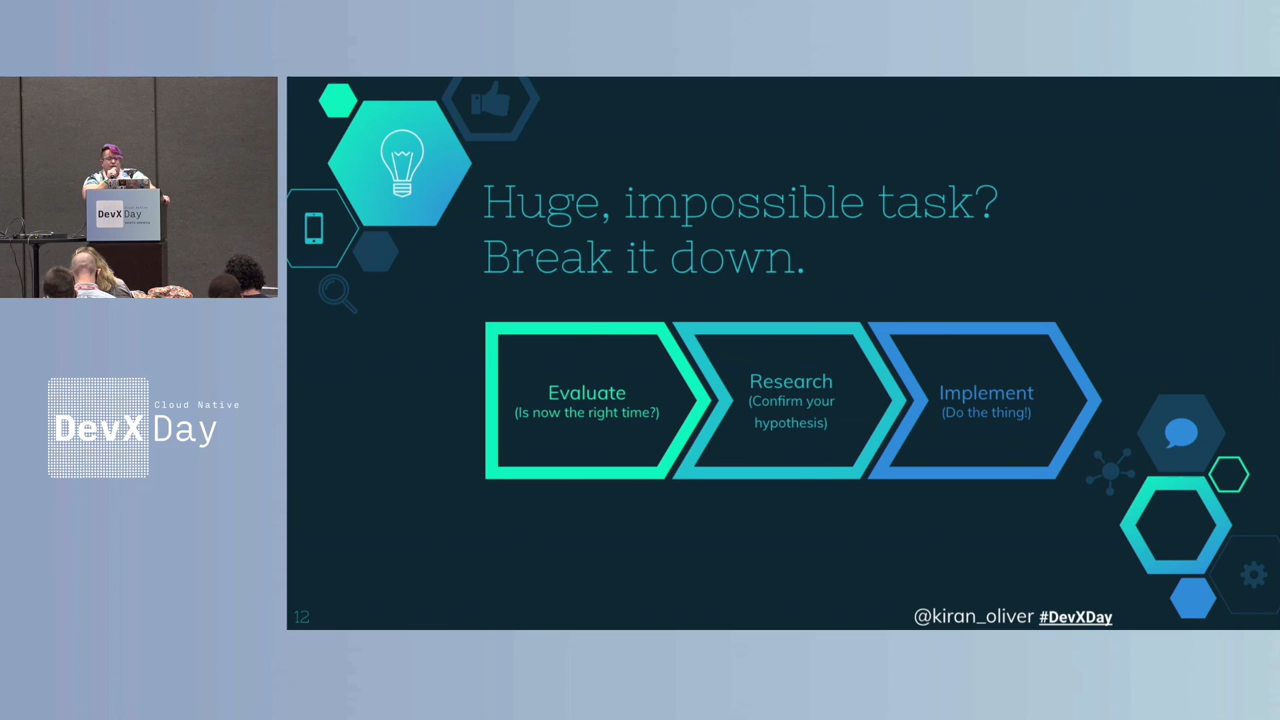 DevX Day
Huge, impossible task?
Break it down.
Evaluate
(Is now the right time?)
Research
(Confirm your
hypothesis)
Implement
(Do the thing!)
Cloud Native
DevX Day
12
@kiran_oliver #DevXDay